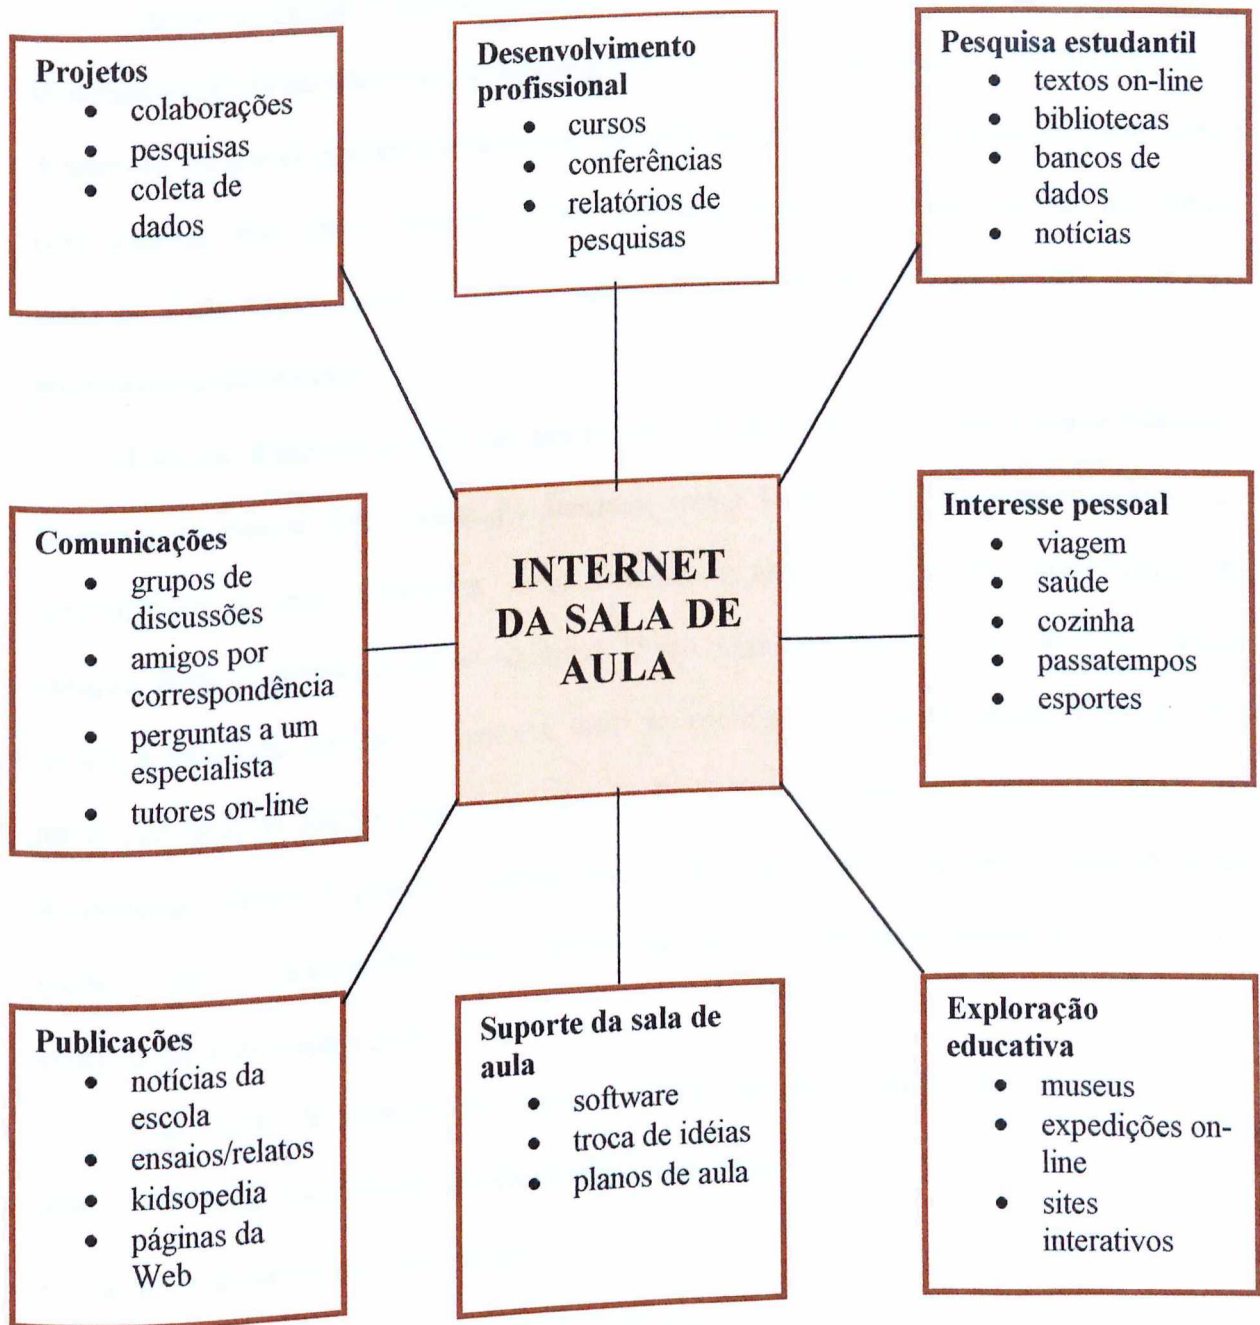 Projetos
• colaborações
• pesquisas
• coleta de
dados
Desenvolvimento
profissional
• cursos
• conferências
• relatórios de
pesquisas
Pesquisa estudantil
• textos on-line
• bibliotecas
• bancos de
dados
• notícias
Comunicações
• grupos de
discussões
• amigos por
correspondência
• perguntas a um
especialista
• tutores on-line
INTERNET
DA SALA DE
AULA
Interesse pessoal
• viagem
• saúde
• cozinha
• passatempos
• esportes
Publicações
• notícias da
escola
• ensaios/relatos
• kidsopedia
• páginas da
Web
Suporte da sala de
aula
• software
• troca de idéias
• planos de aula
Exploração
educativa
• museus
• expedições on-
line
• sites
interativos